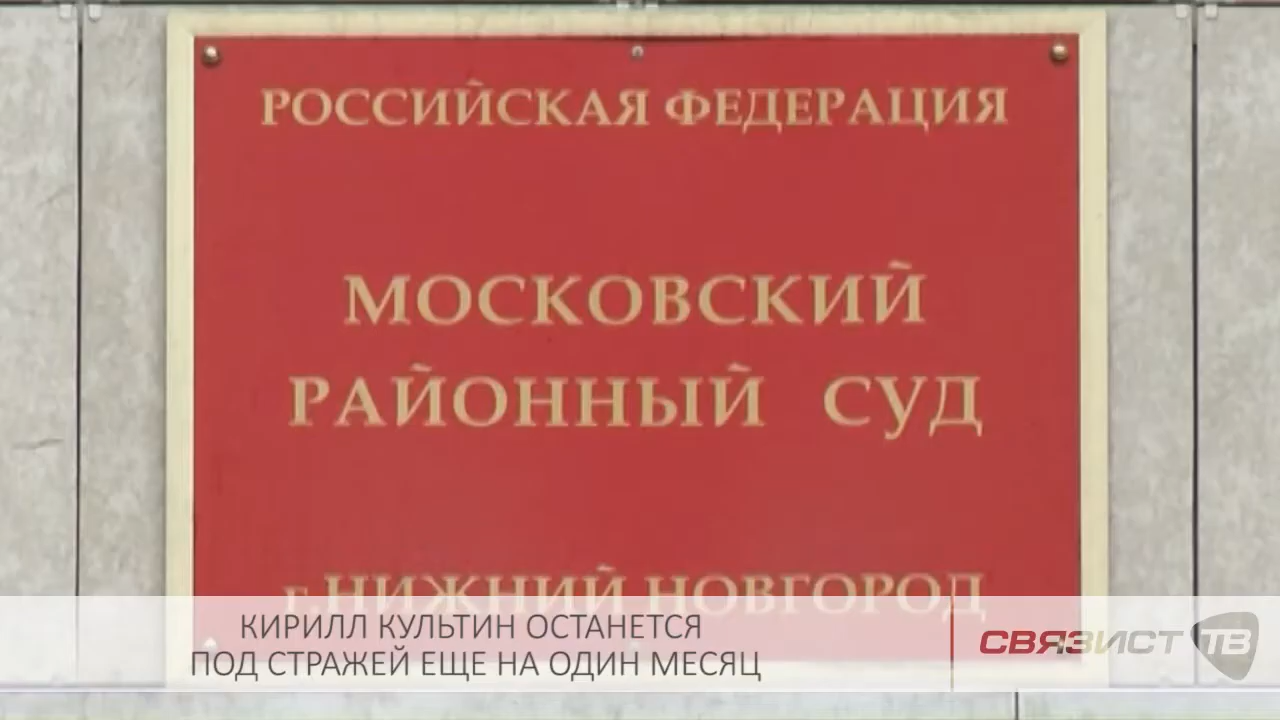 РОССИЙСКАЯ ФЕДЕРАЦИЯ
МОСКОВСКИЙ
РАЙОННЫЙ СУД
г.НИЖНИЙ НОВГОРОД
КИРИЛЛ КУЛЬТИН ОСТАНЕТСЯ
ПОД СТРАЖЕЙ ЕЩЕ НА ОДИН МЕСЯЦ
СВЯЗИСТ ТВ